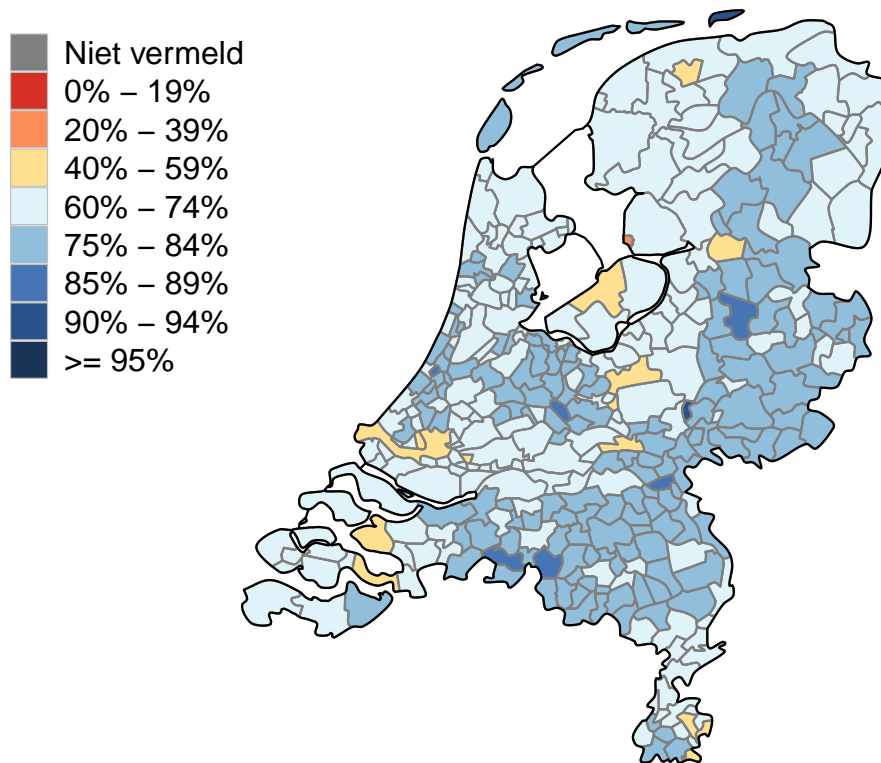 Niet vermeld
0% – 19%
20% – 39%
40% – 59%
60% – 74%
75% – 84%
85% – 89%
90% – 94%
>= 95%